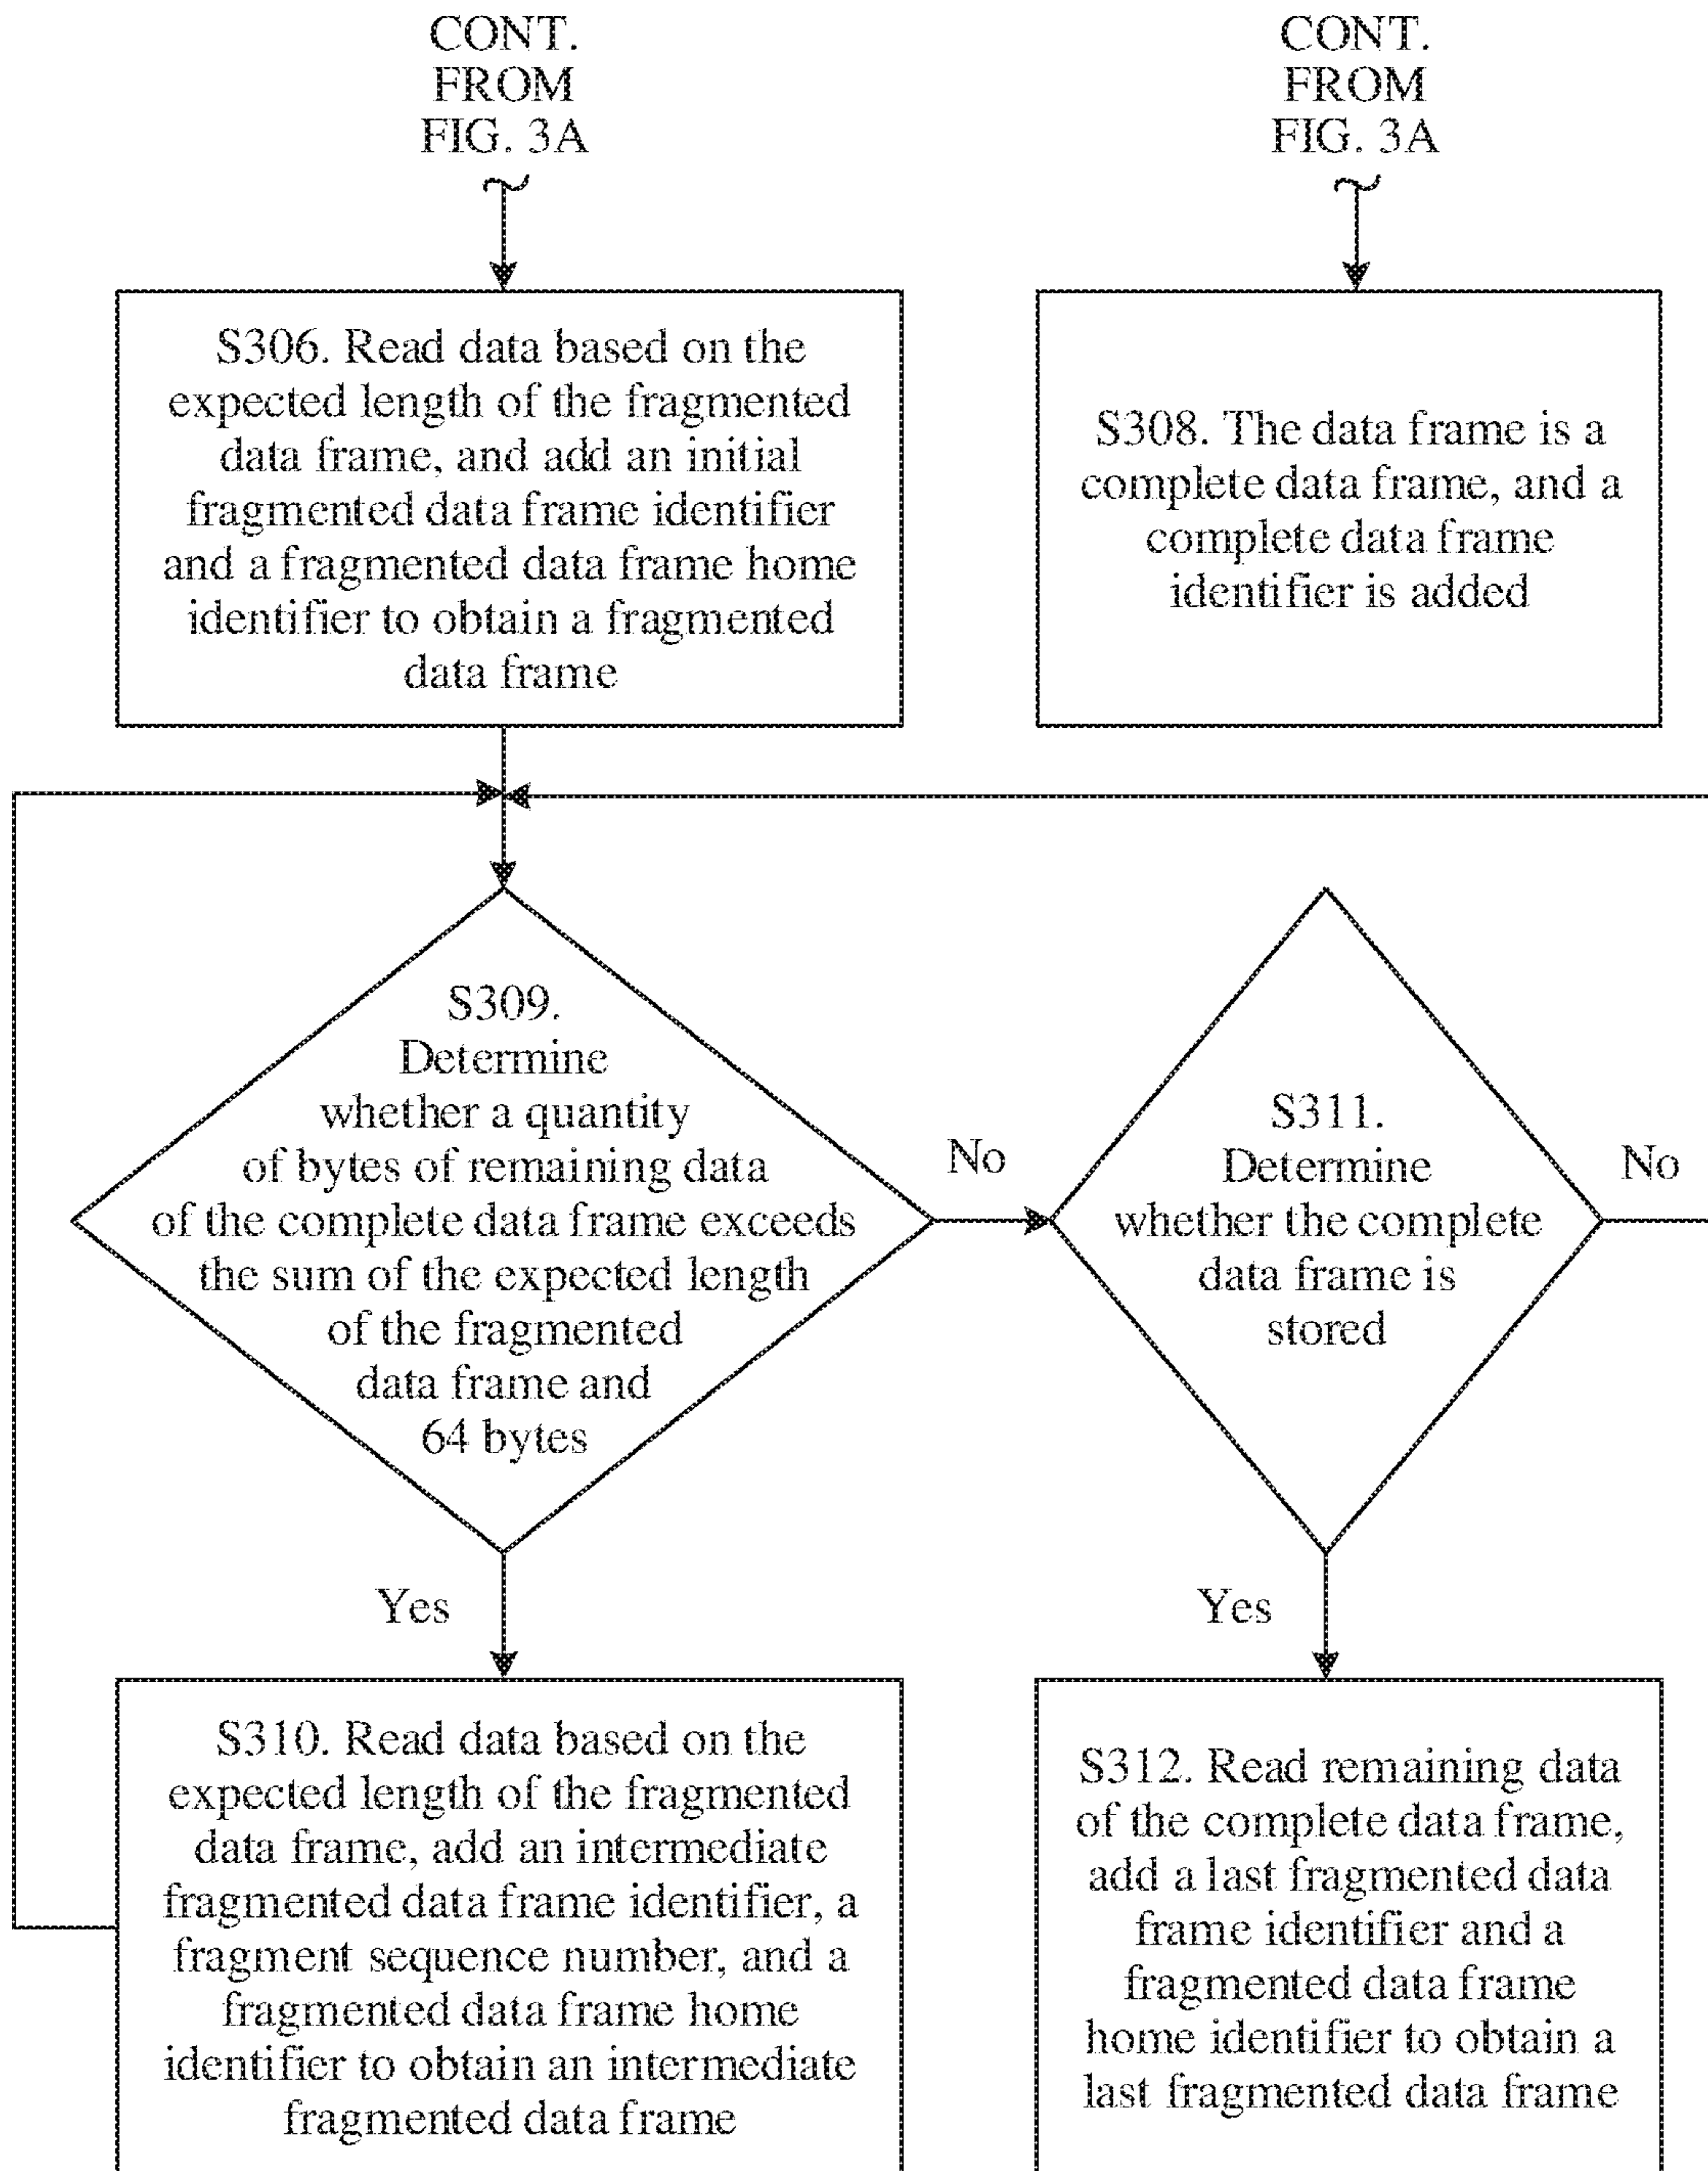 CONT.
FROM
FIG. 3A
CONT.
FROM
FIG. 3A
S306. Read data based on the
expected length of the fragmented
data frame, and add an initial
fragmented data frame identifier
and a fragmented data frame home
identifier to obtain a fragmented
data frame
S308. The data frame is a
complete data frame, and a
complete data frame
identifier is added
S309.
Determine
whether a quantity
of bytes of remaining data
of the complete data frame exceeds
the sum of the expected length
of the fragmented
data frame and
64 bytes
No
S311.
Determine
whether the complete
data frame is
stored
No
Yes
Yes
S310. Read data based on the
expected length of the fragmented
data frame, add an intermediate
fragmented data frame identifier, a
fragment sequence number, and a
fragmented data frame home
identifier to obtain an intermediate
fragmented data frame
S312. Read remaining data
of the complete data frame,
add a last fragmented data
frame identifier and a
fragmented data frame
home identifier to obtain a
last fragmented data frame